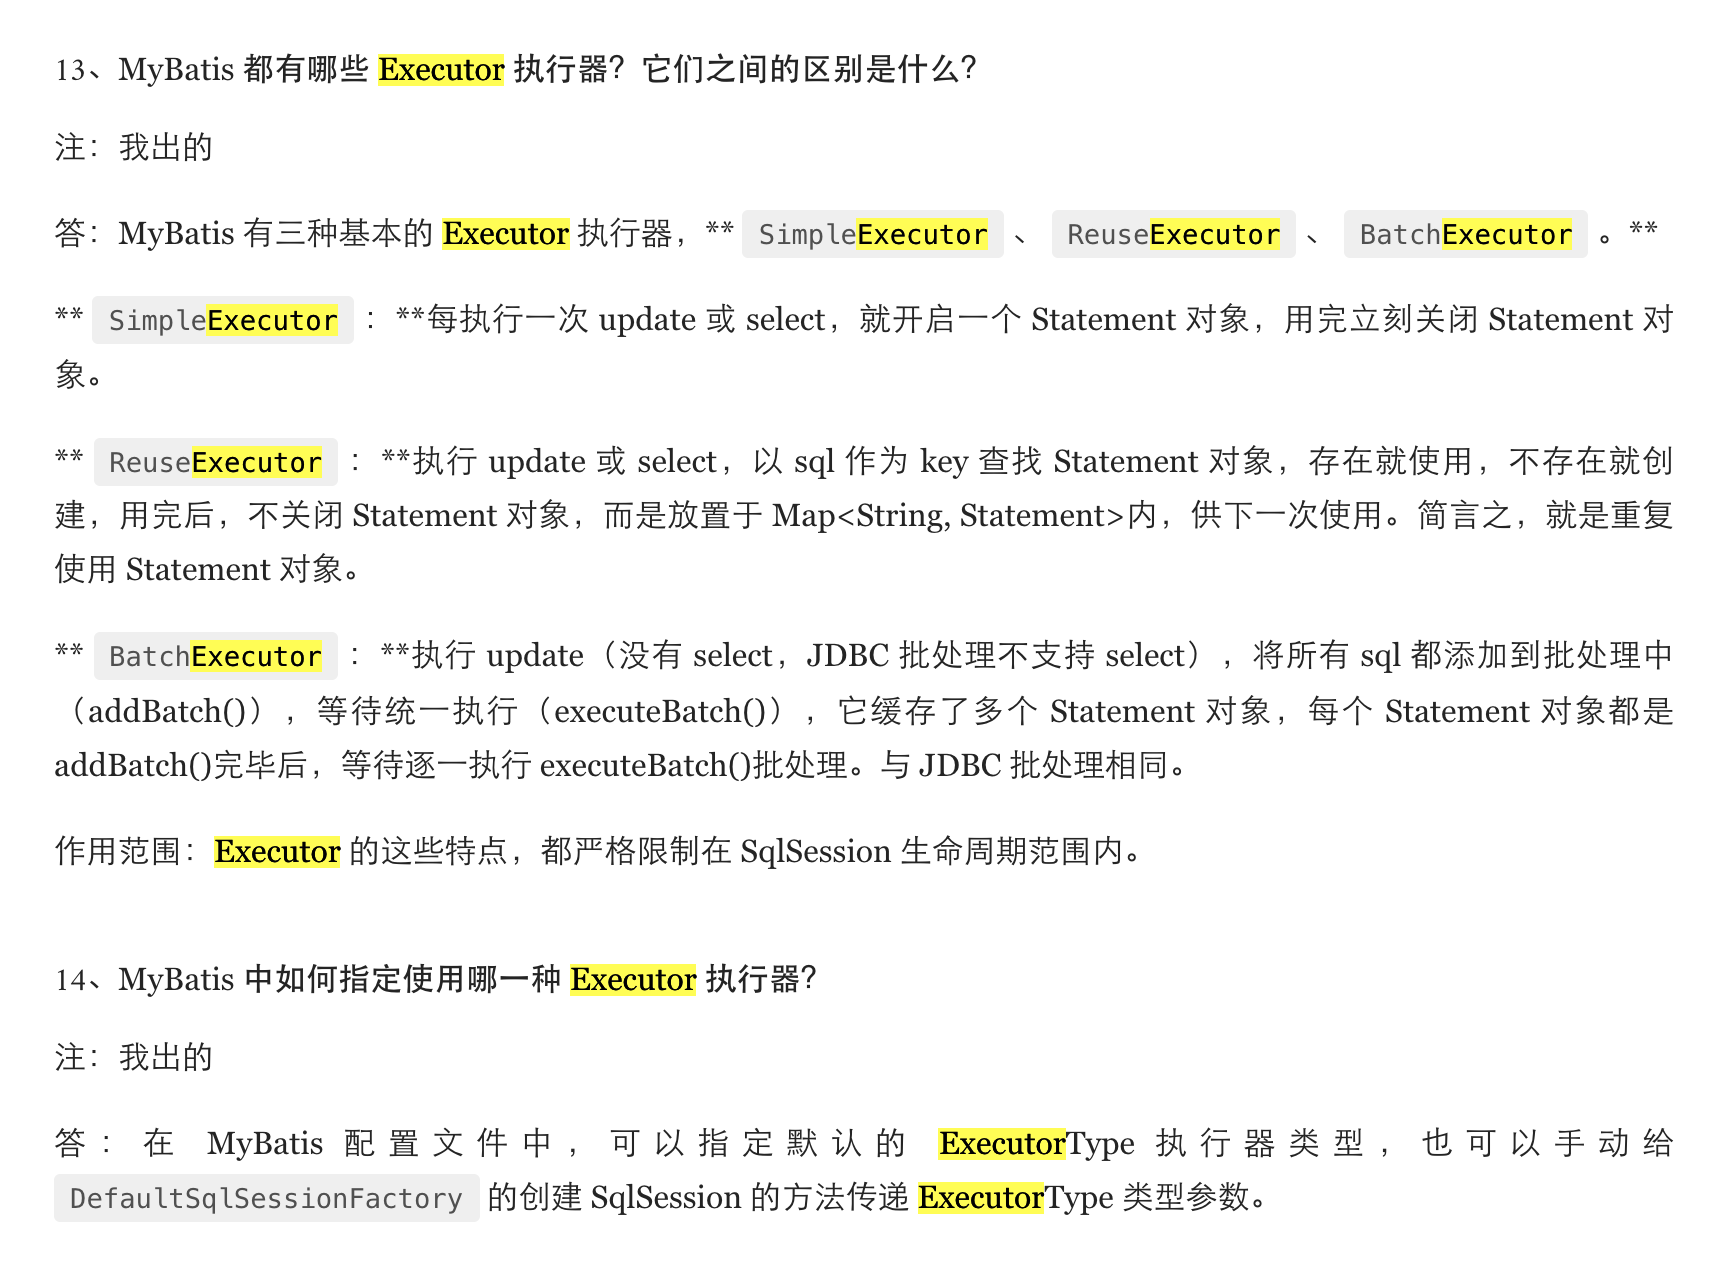 13、MyBatis 都有哪些 Executor 执行器？它们之间的区别是什么？
注：我出的
答：MyBatis 有三种基本的 Executor 执行器，** SimpleExecutor 、 ReuseExecutor 、 BatchExecutor 。**
** SimpleExecutor ：**每执行一次 update 或 select，就开启一个 Statement 对象，用完立刻关闭 Statement 对
象。
** ReuseExecutor ：**执行 update 或 select，以 sql 作为 key 查找 Statement 对象，存在就使用，不存在就创
建，用完后，不关闭 Statement 对象，而是放置于 Map<String, Statement>内，供下一次使用。简言之，就是重复
使用 Statement 对象。
** BatchExecutor ：**执行 update（没有 select，JDBC 批处理不支持 select），将所有 sql 都添加到批处理中
（addBatch()），等待统一执行（executeBatch()），它缓存了多个 Statement 对象，每个 Statement 对象都是
addBatch()完毕后，等待逐一执行 executeBatch()批处理。与 JDBC 批处理相同。
作用范围：Executor 的这些特点，都严格限制在 SqlSession 生命周期范围内。
14、MyBatis 中如何指定使用哪一种 Executor 执行器？
注：我出的
答：在 MyBatis 配置文件中，可以指定默认的 ExecutorType 执行器类型，也可以手动给
DefaultSqlSessionFactory 的创建 SqlSession 的方法传递 ExecutorType 类型参数。